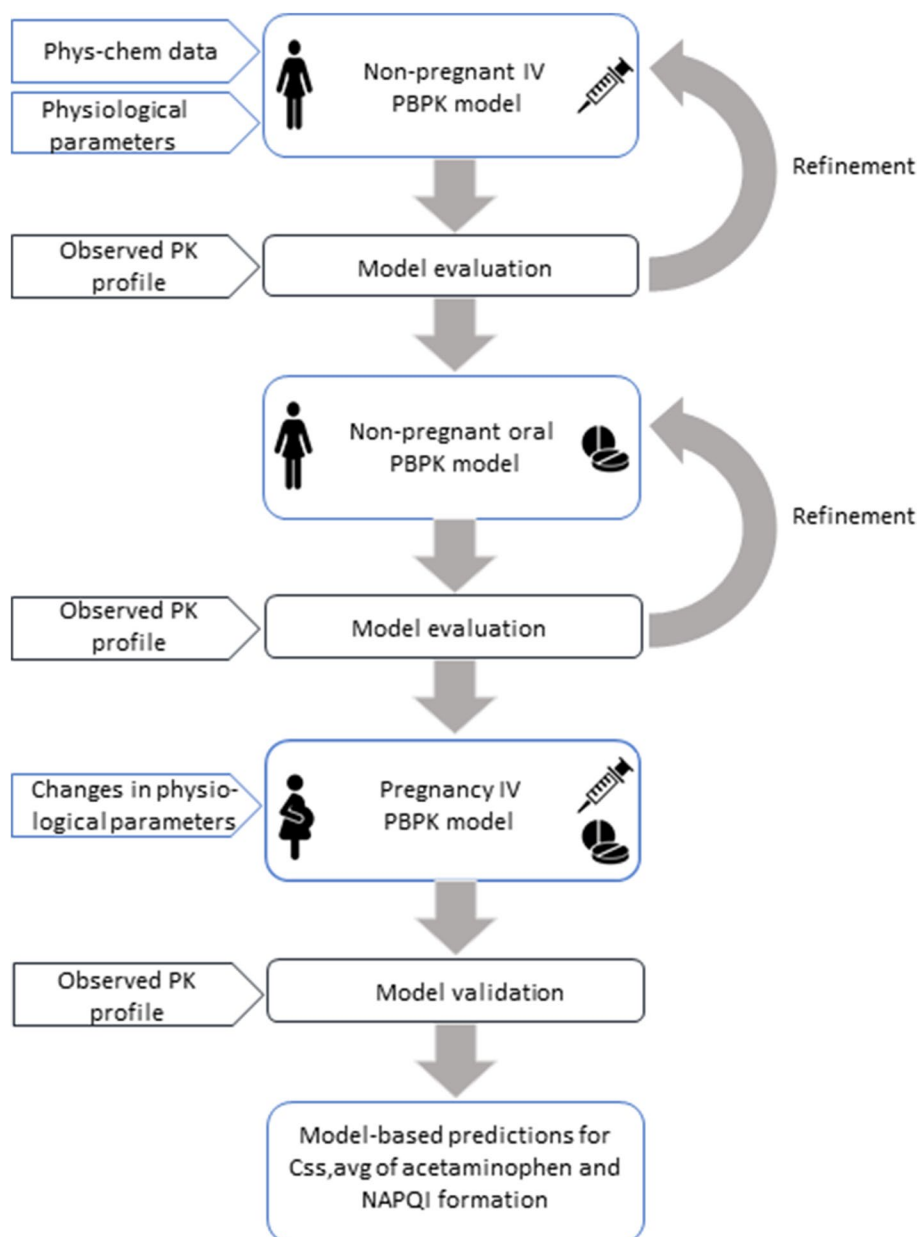 Phys-chem data
Physiological
parameters
Non-pregnant IV
PBPK model
Refinement
Observed PK
profile
Model evaluation
Non-pregnant oral
PBPK model
Refinement
Observed PK
profile
Model evaluation
Changes in physio-
logical parameters
Pregnancy IV
PBPK model
Observed PK
profile
Model validation
Model-based predictions for
Css,avg of acetaminophen and
NAPQI formation